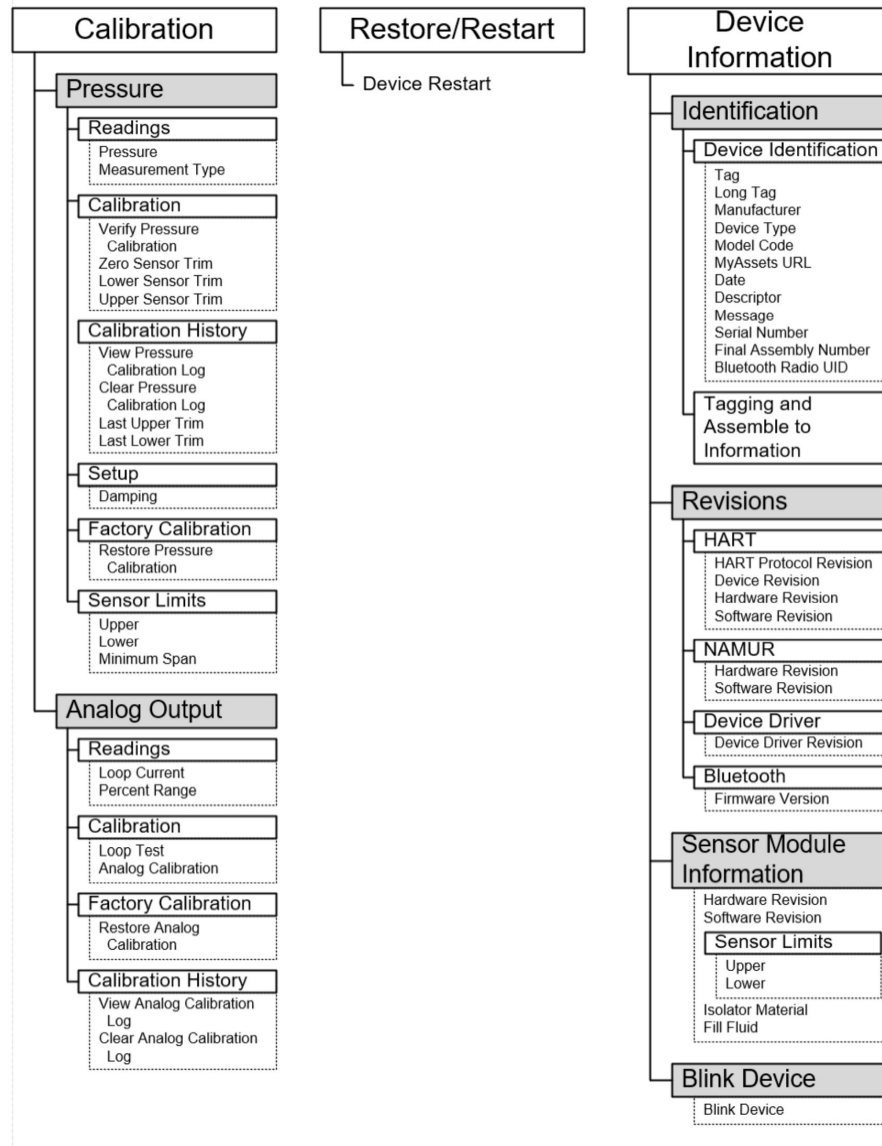 Calibration
Pressure
Readings
Pressure
Measurement Type
Calibration
Verify Pressure
Calibration
Zero Sensor Trim
Lower Sensor Trim
Upper Sensor Trim
Calibration History
View Pressure
Calibration Log
Clear Pressure
Calibration Log
Last Upper Trim
Last Lower Trim
Setup
Damping
Factory Calibration
Restore Pressure
Calibration
Sensor Limits
Upper
Lower
Minimum Span
Analog Output
Readings
Loop Current
Percent Range
Calibration
Loop Test
Analog Calibration
Factory Calibration
Restore Analog
Calibration
Calibration History
View Analog Calibration
Log
Clear Analog Calibration
Log
Restore/Restart
Device Restart
Device
Information
Identification
Device Identification
Tag
Long Tag
Manufacturer
Device Type
Model Code
MyAssets URL
Date
Descriptor
Message
Serial Number
Final Assembly Number
Bluetooth Radio UID
Tagging and
Assemble to
Information
Revisions
HART
HART Protocol Revision
Device Revision
Hardware Revision
Software Revision
NAMUR
Hardware Revision
Software Revision
Device Driver
Device Driver Revision
Bluetooth
Firmware Version
Sensor Module
Information
Hardware Revision
Software Revision
Sensor Limits
Upper
Lower
Isolator Material
Fill Fluid
Blink Device
Blink Device